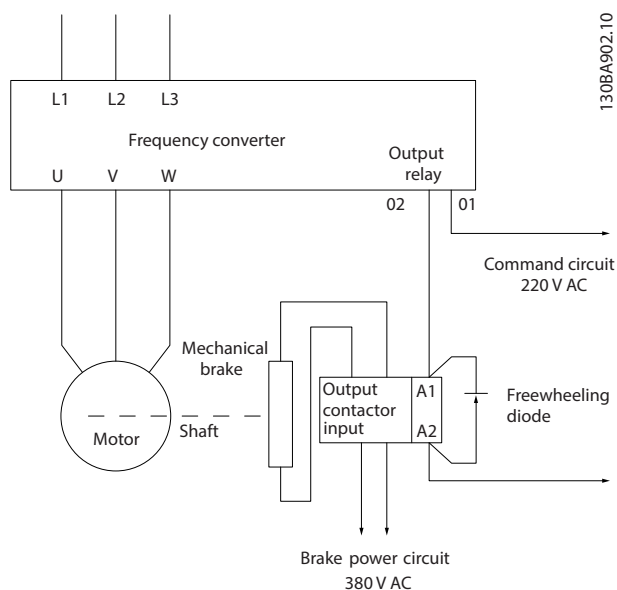 130BA902.10
L1 L2 L3
Frequency converter
Output
relay
U V W
02 01
Command circuit
220 V AC
Mechanical
brake
Output
contactor
input
A1
A2
Freewheeling
diode
Motor
Shaft
Brake power circuit
380 V AC